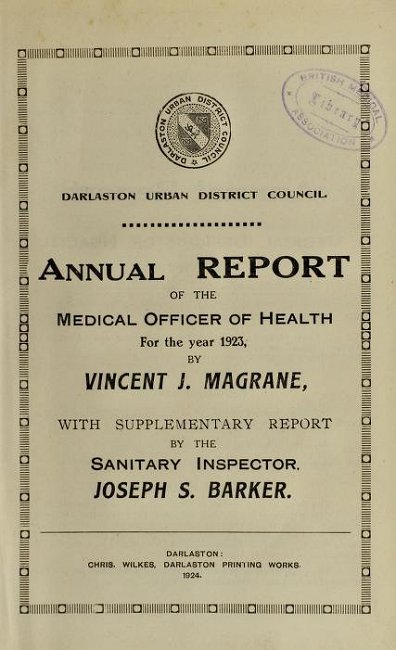 BRITISH MEDICAL
Library
ASSOCIATION
DARLASTON URBAN DISTRICT COUNCIL
DARLASTON URBAN DISTRICT COUNCIL.
ANNUAL REPORT
OF THE
MEDICAL OFFICER OF HEALTH
For the year 1923,
BY
VINCENT J. MAGRANE,
WITH SUPPLEMENTARY REPORT
BY THE
SANITARY INSPECTOR,
JOSEPH S. BARKER.
DARLASTON:
CHRIS. WILKES, DARLASTON PRINTING WORKS.
1924.